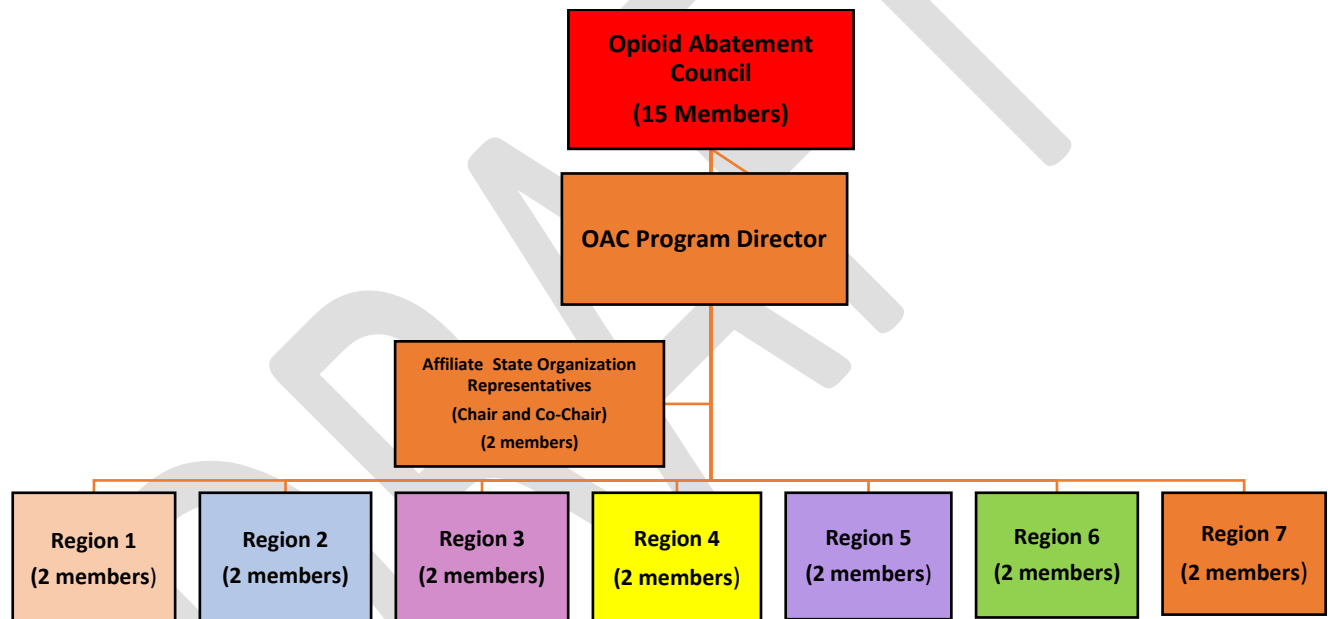 DRAFT
Opioid Abatement
Council
(15 Members)
OAC Program Director
Affiliate State Organization
Representatives
(Chair and Co-Chair)
(2 members)
Region 1
(2 members)
Region 2
(2 members)
Region 3
(2 members)
Region 4
(2 members)
Region 5
(2 members)
Region 6
(2 members)
Region 7
(2 members)